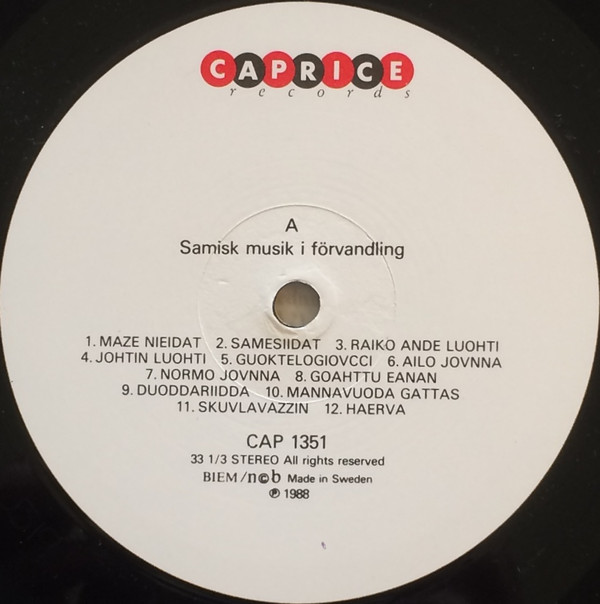 CAPRICE
records
A
Samisk musik i förvandling
1. MAZE NIEIDAT 2. SAMESIIDAT 3. RAIKO ANDE LUOHTI
4. JOHTIN LUOHTI 5. GUOKTELOGIOVCCI 6. AILO JOVNNA
7. NORMO JOVNNA 8. GOAHTTU EANAN
9. DUODDARIIDDA 10. MANNAVUODA GATTAS
11. SKUVLAVAZZIN 12. HAERVA
CAP 1351
33 1/3 STEREO All rights reserved
BIEM/n©b Made in Sweden
℗ 1988